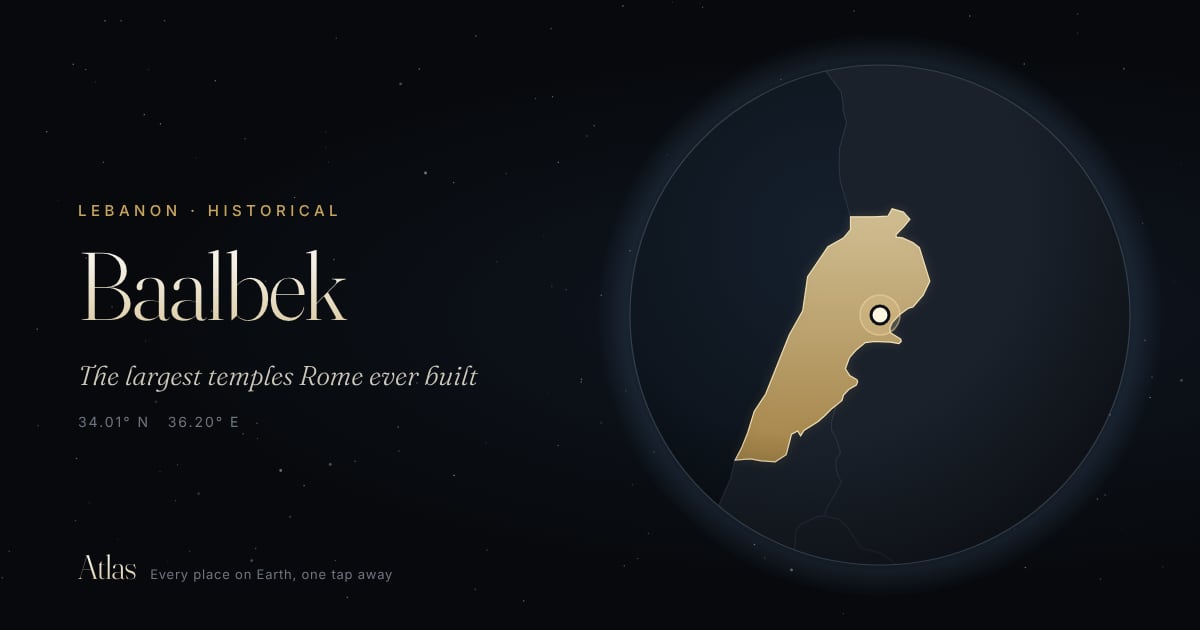 LEBANON · HISTORICAL
Baalbek
The largest temples Rome ever built
34.01° N 36.20° E
Atlas Every place on Earth, one tap away